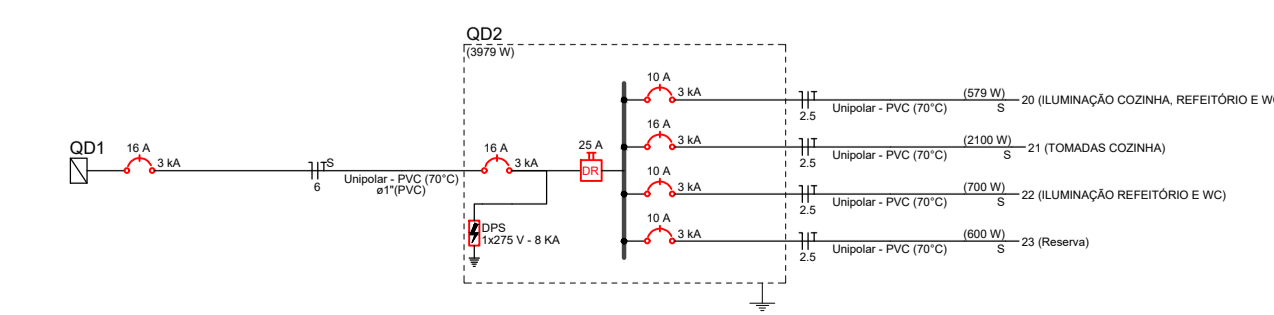 QD2
(3979 W)
QD1
16 A
3 kA
S
6
Unipolar - PVC (70°C)
ø1"(PVC)
16 A
3 kA
DPS
1x275 V - 8 KA
25 A
DR
10 A
3 kA
T
2.5
Unipolar - PVC (70°C)
(579 W)
S
20 (ILUMINAÇÃO COZINHA, REFEITÓRIO E WC
16 A
3 kA
T
2.5
Unipolar - PVC (70°C)
(2100 W)
S
21 (TOMADAS COZINHA)
10 A
3 kA
T
2.5
Unipolar - PVC (70°C)
(700 W)
S
22 (ILUMINAÇÃO REFEITÓRIO E WC)
10 A
3 kA
T
2.5
Unipolar - PVC (70°C)
(600 W)
S
23 (Reserva)